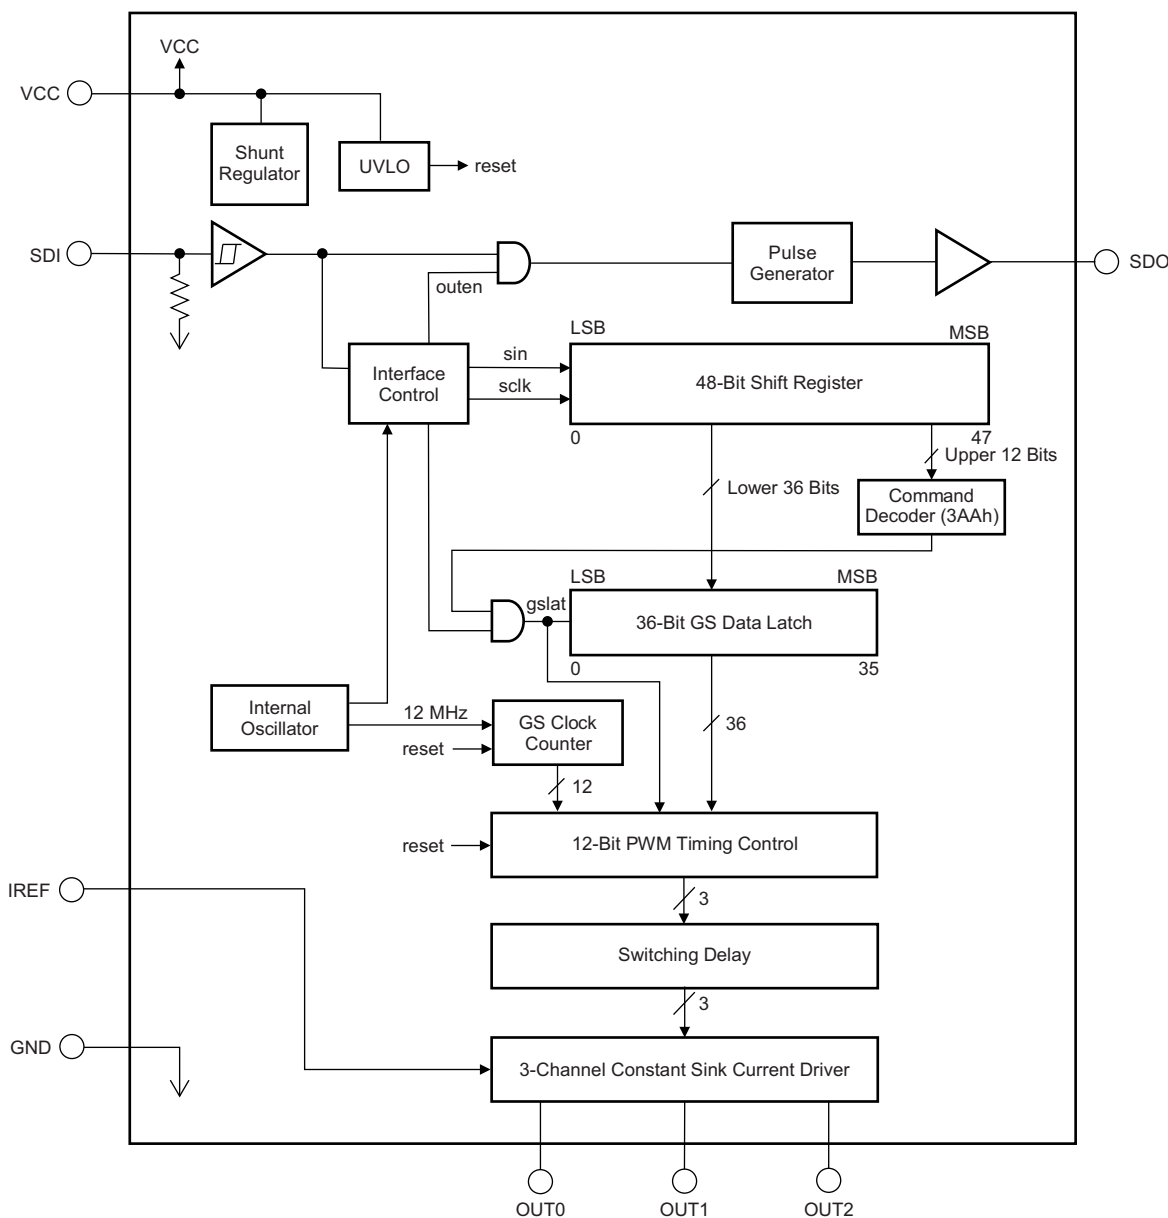 VCC
VCC
Shunt
Regulator
UVLO
reset
SDI
outen
Pulse
Generator
SDO
LSB
MSB
Interface
Control
sin
sclk
48-Bit Shift Register
0
47
Upper 12 Bits
Lower 36 Bits
Command
Decoder (3AAh)
LSB
MSB
gslat
36-Bit GS Data Latch
0
35
Internal
Oscillator
12 MHz
reset
GS Clock
Counter
36
12
reset
12-Bit PWM Timing Control
IREF
3
Switching Delay
3
GND
3-Channel Constant Sink Current Driver
OUT0
OUT1
OUT2